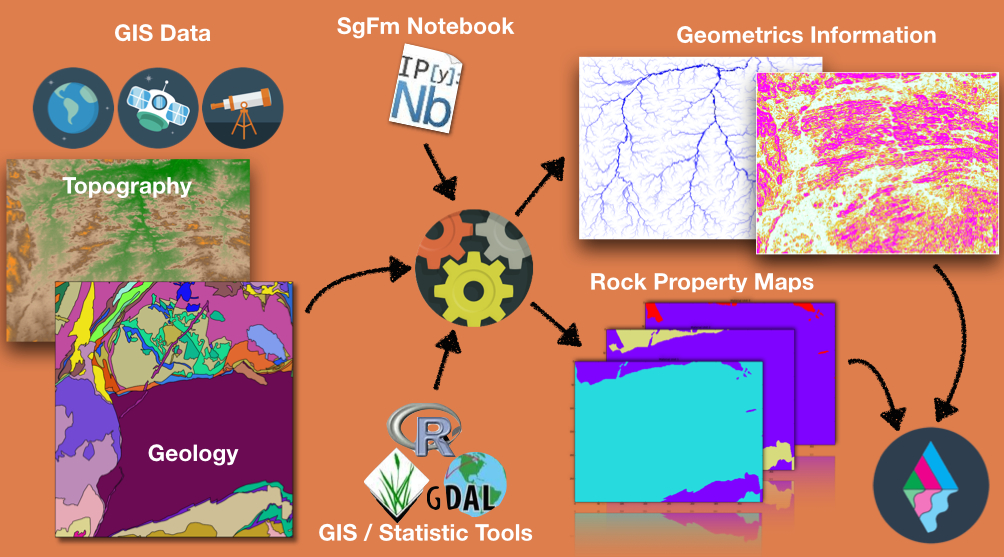 GIS Data
SgFm Notebook
Geometrics Information
IP[y]:
Nb
Topography
Rock Property Maps
Geology
R
GDAL
GIS / Statistic Tools